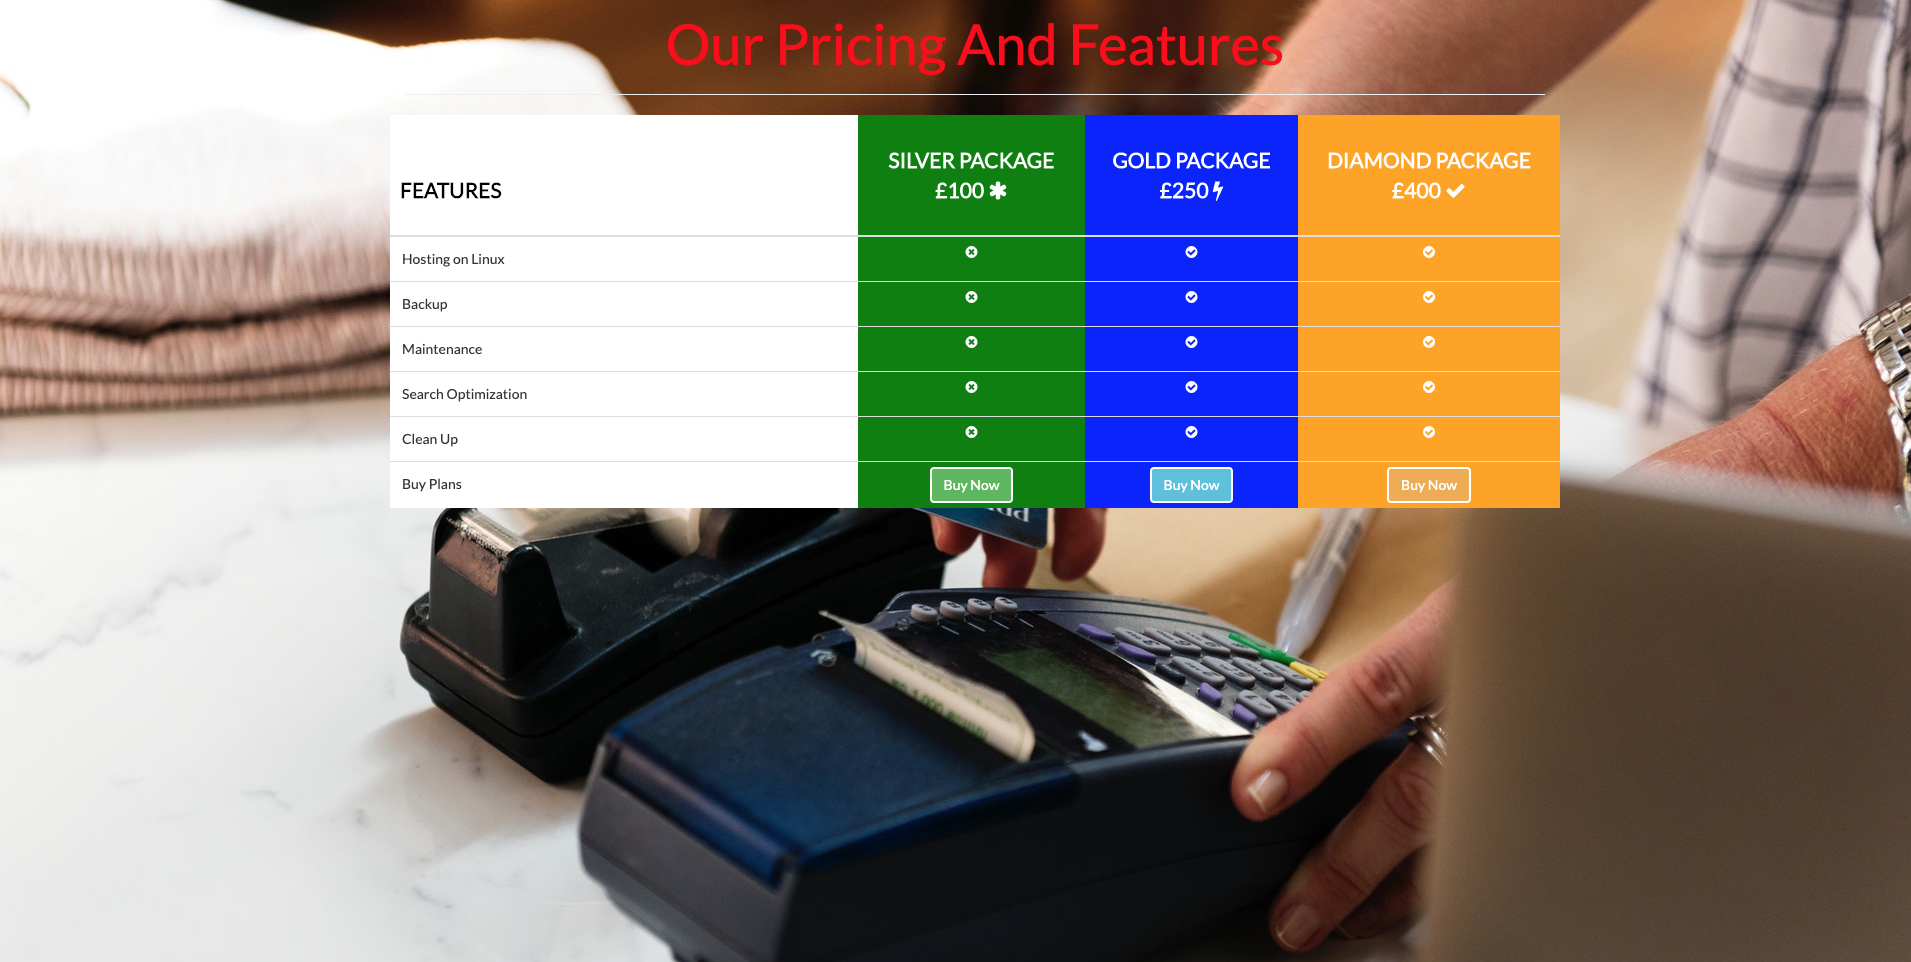 Our Pricing And Features
FEATURES
SILVER PACKAGE
£100
GOLD PACKAGE
£250
DIAMOND PACKAGE
£400
Hosting on Linux
Backup
Maintenance
Search Optimization
Clean Up
Buy Plans
Buy Now
Buy Now
Buy Now